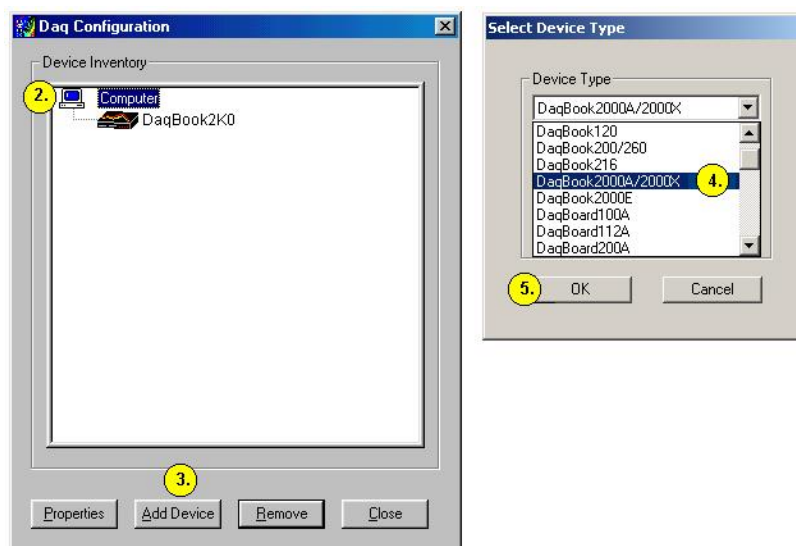 Daq Configuration
Device Inventory
2.
Computer
DaqBook2K0
3.
Properties
Add Device
Remove
Close
Select Device Type
Device Type
DaqBook2000A/2000X
DaqBook120
DaqBook200/260
DaqBook216
DaqBook2000A/2000X
4.
DaqBook2000E
DaqBoard100A
DaqBoard112A
DaqBoard200A
5.
OK
Cancel